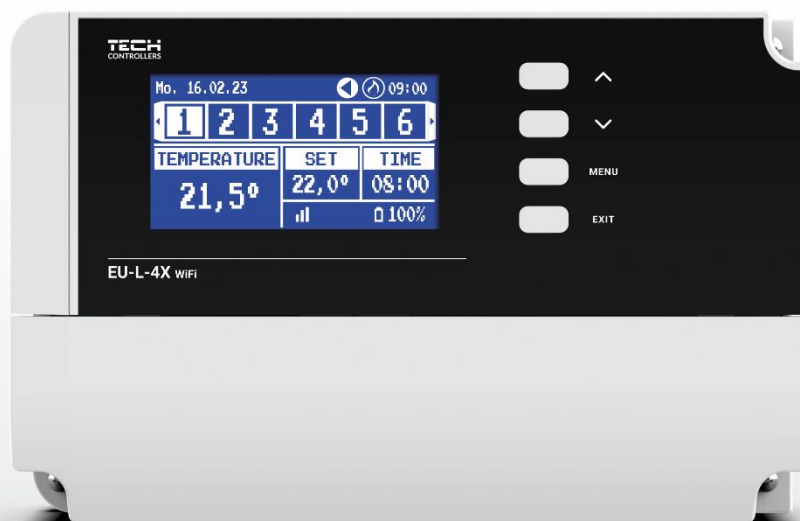 TECH
CONTROLLERS
Mo. 16.02.23 09:00
1 2 3 4 5 6
TEMPERATURE SET TIME
21,5° 22,0° 08:00
100%
MENU
EXIT
EU-L-4X WiFi